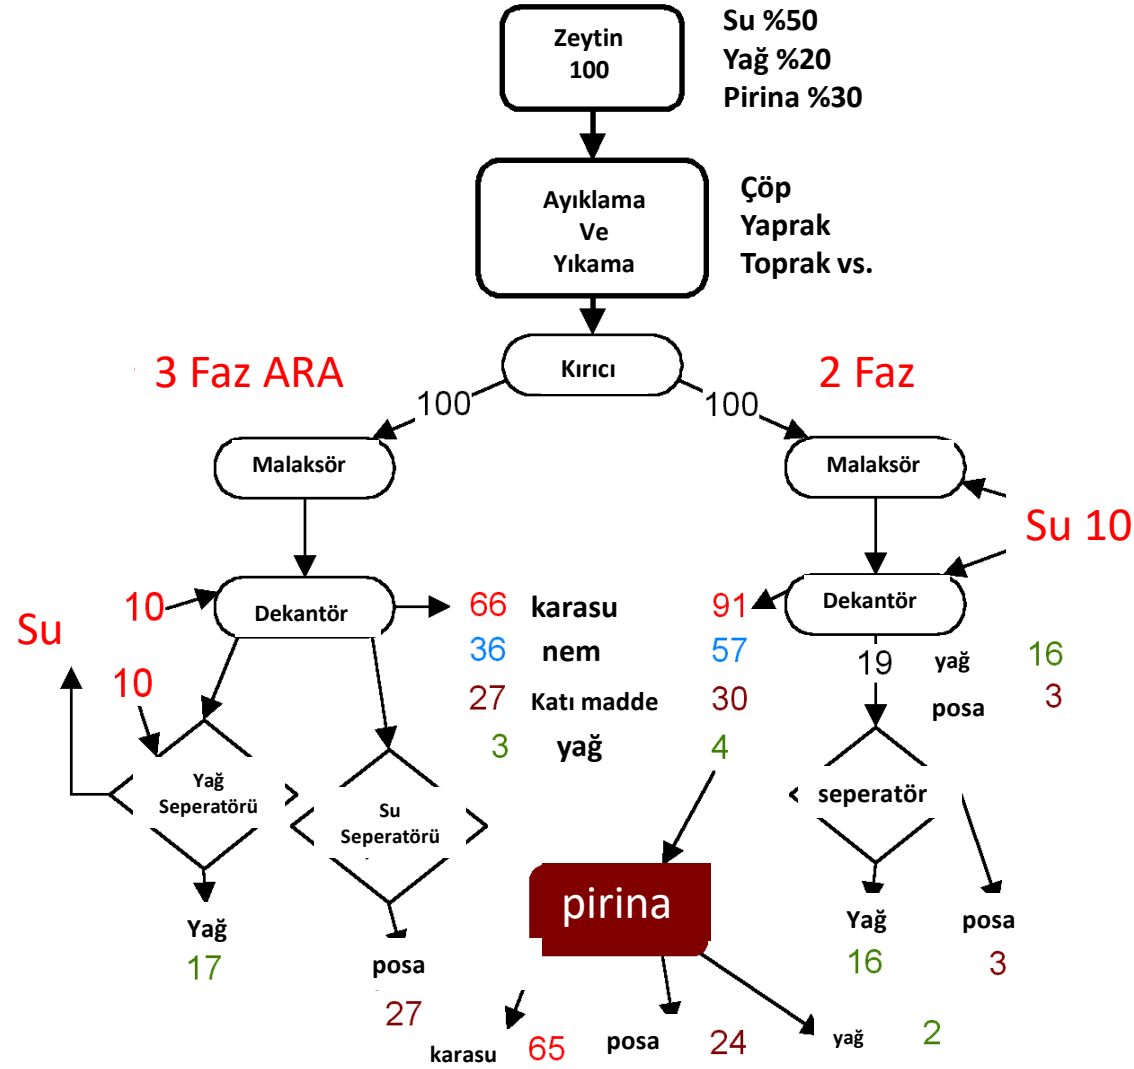 Zeytin
100
Su %50
Yağ %20
Pirina %30
Ayıklama
Ve
Yıkama
Çöp
Yaprak
Toprak vs.
Kırıcı
3 Faz ARA
2 Faz
100
100
Malaksör
Malaksör
Su 10
Dekantör
Dekantör
10
Su
10
66 karasu 91
36 nem 57
27 Katı madde 30
3 yağ 4
19 yağ 16
posa 3
Yağ
Seperatörü
Su
Seperatörü
seperatör
pirina
Yağ
17
posa
27
Yağ
16
posa
3
karasu 65
posa 24
yağ 2